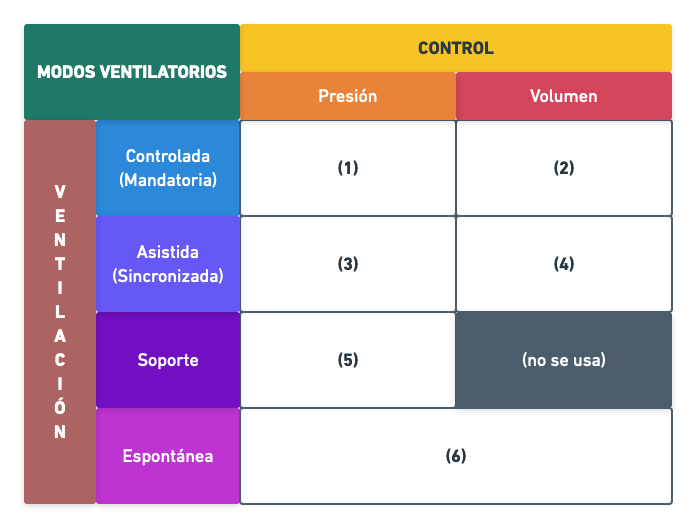 MODOS VENTILATORIOS
CONTROL
Presión
Volumen
VENTILACIÓN
Controlada
(Mandatoria)
(1)
(2)
Asistida
(Sincronizada)
(3)
(4)
Soporte
(5)
(no se usa)
Espontánea
(6)